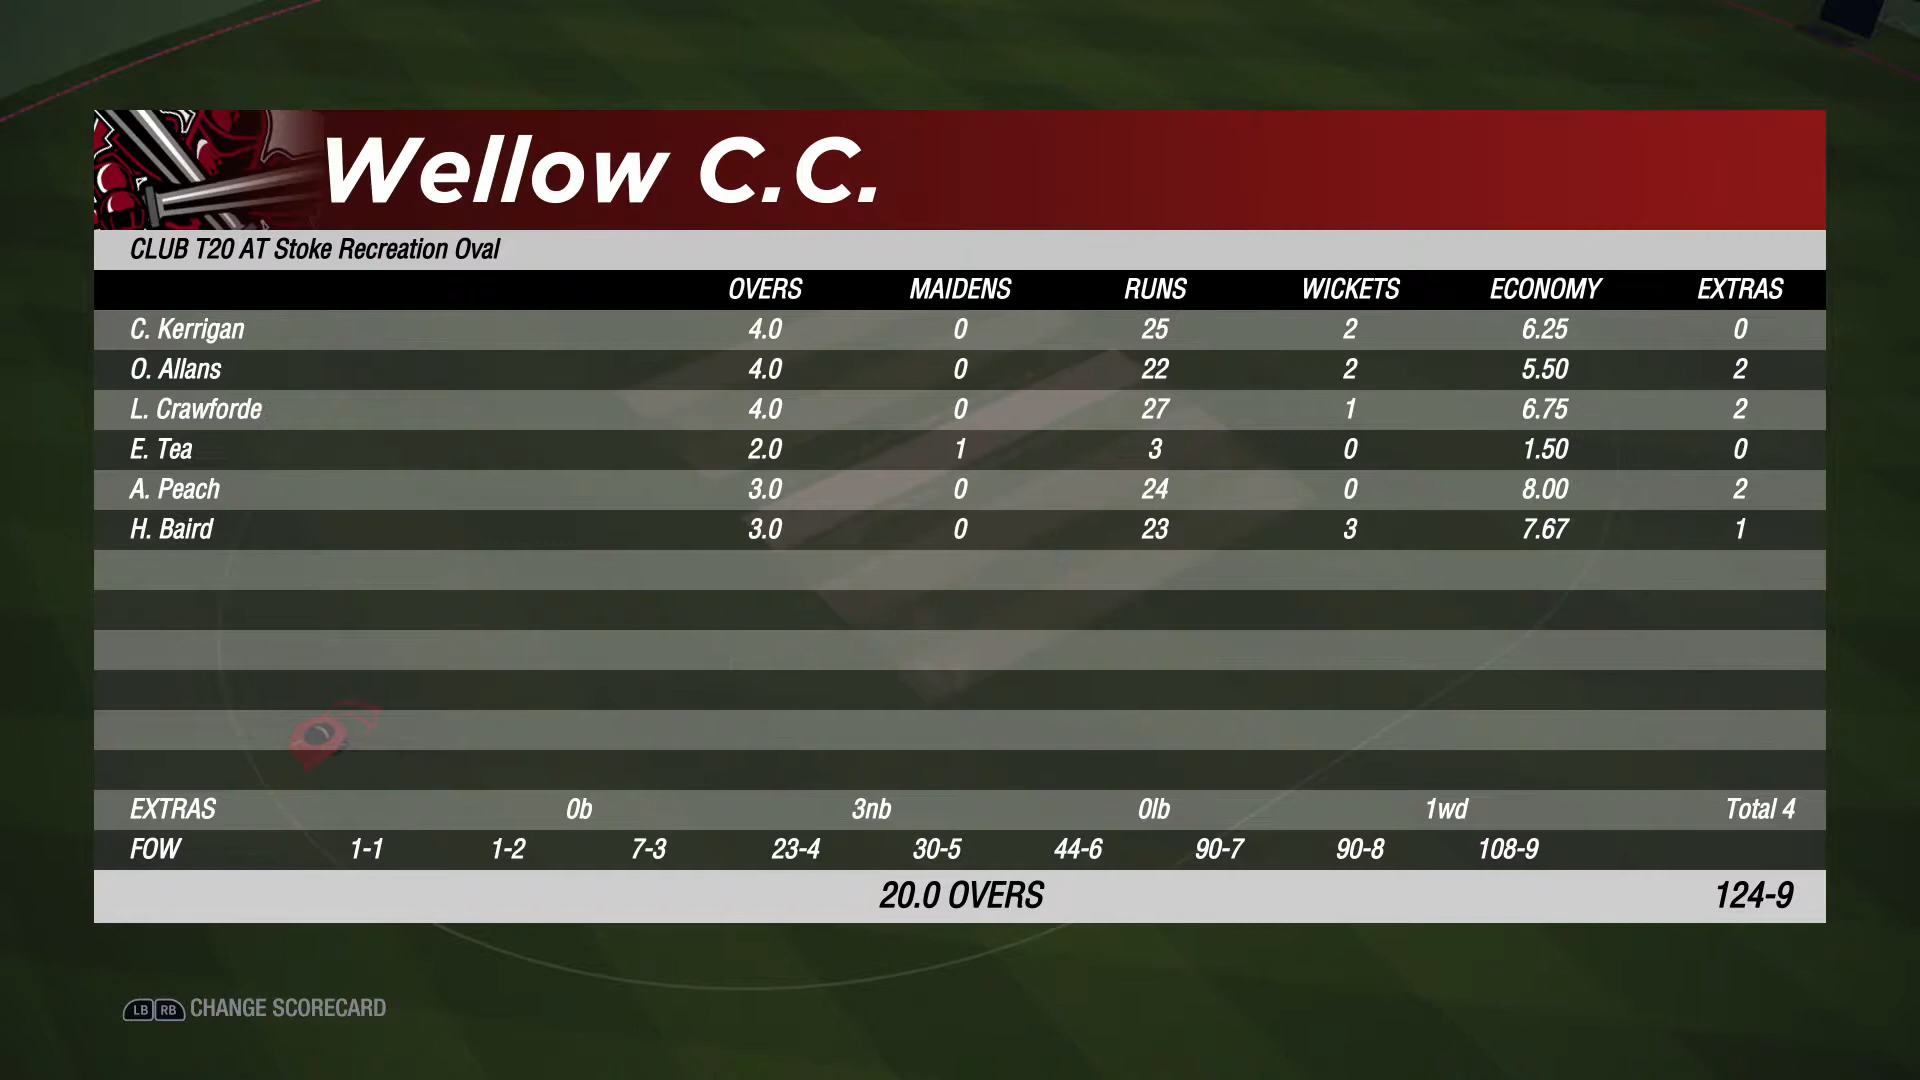 Wellow C.C.
CLUB T20 AT Stoke Recreation Oval
OVERS MAIDENS RUNS WICKETS ECONOMY EXTRAS
C. Kerrigan 4.0 0 25 2 6.25 0
O. Allans 4.0 0 22 2 5.50 2
L. Crawforde 4.0 0 27 1 6.75 2
E. Tea 2.0 1 3 0 1.50 0
A. Peach 3.0 0 24 0 8.00 2
H. Baird 3.0 0 23 3 7.67 1
EXTRAS 0b 3nb 0lb 1wd Total 4
FOW 1-1 1-2 7-3 23-4 30-5 44-6 90-7 90-8 108-9
20.0 OVERS 124-9
LB RB CHANGE SCORECARD